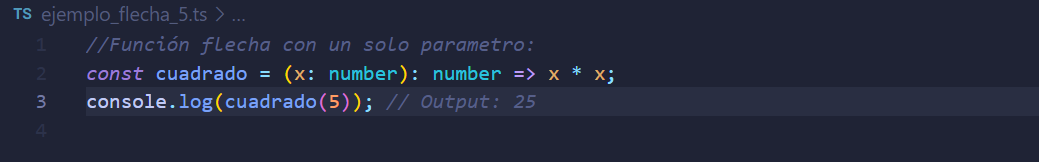 TS ejemplo_flecha_5.ts > ...
1 //Función flecha con un solo parametro:
2 const cuadrado = (x: number): number => x * x;
3 console.log(cuadrado(5)); // Output: 25
4